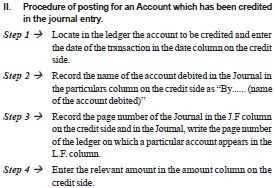 II. Procedure of posting for an Account which has been credited
in the journal entry.
Step 1 → Locate in the ledger the account to be credited and enter
the date of the transaction in the date column on the credit
side.
Step 2 → Record the name of the account debited in the Journal in
the particulars column on the credit side as “By...... (name
of the account debited)”
Step 3 → Record the page number of the Journal in the J.F column
on the credit side and in the Journal, write the page number
of the ledger on which a particular account appears in the
L.F. column.
Step 4 → Enter the relevant amount in the amount column on the
credit side.